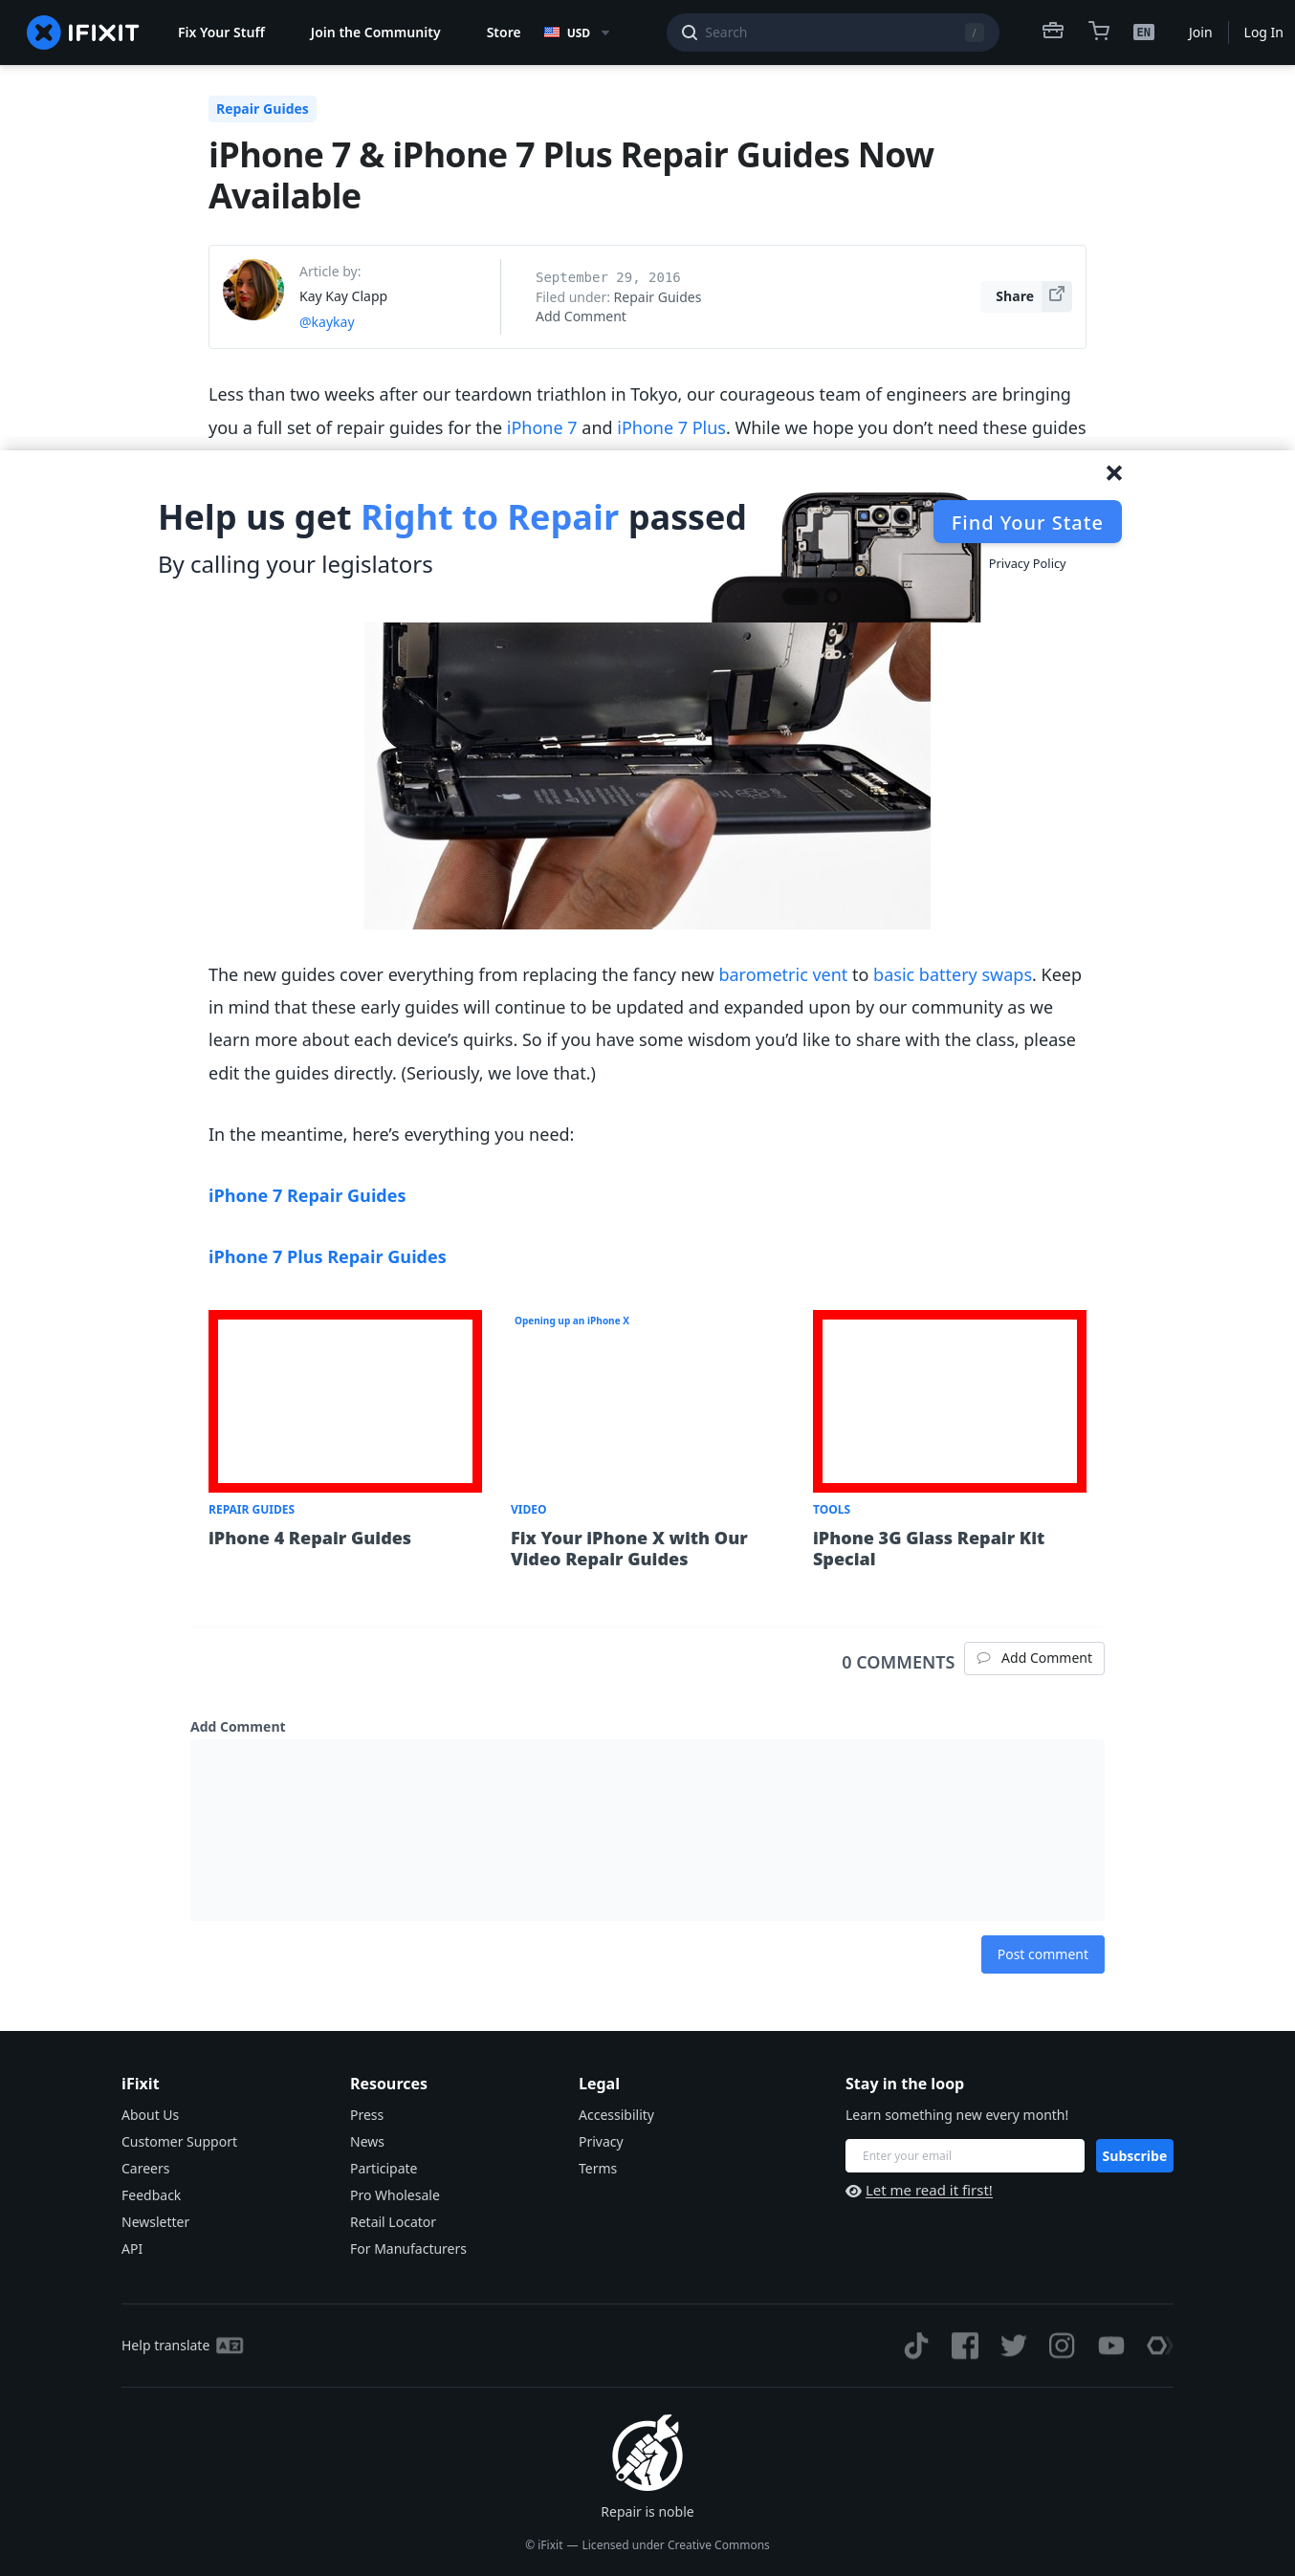 IFIXIT
Fix Your Stuff
Join the Community
Store
USD
Search
/
EN
Join
Log In
Repair Guides
iPhone 7 & iPhone 7 Plus Repair Guides Now
Available
Article by:
Kay Kay Clapp
@kaykay
September 29, 2016
Filed under: Repair Guides
Add Comment
Share
Less than two weeks after our teardown triathlon in Tokyo, our courageous team of engineers are bringing
you a full set of repair guides for the iPhone 7 and iPhone 7 Plus. While we hope you don’t need these guides
Help us get Right to Repair passed
By calling your legislators
Find Your State
Privacy Policy
The new guides cover everything from replacing the fancy new barometric vent to basic battery swaps. Keep
in mind that these early guides will continue to be updated and expanded upon by our community as we
learn more about each device’s quirks. So if you have some wisdom you’d like to share with the class, please
edit the guides directly. (Seriously, we love that.)
In the meantime, here’s everything you need:
iPhone 7 Repair Guides
iPhone 7 Plus Repair Guides
Opening up an iPhone X
REPAIR GUIDES
iPhone 4 Repair Guides
VIDEO
Fix Your iPhone X with Our
Video Repair Guides
TOOLS
iPhone 3G Glass Repair Kit
Special
0 COMMENTS
Add Comment
Add Comment
Post comment
iFixit
About Us
Customer Support
Careers
Feedback
Newsletter
API
Resources
Press
News
Participate
Pro Wholesale
Retail Locator
For Manufacturers
Legal
Accessibility
Privacy
Terms
Stay in the loop
Learn something new every month!
Enter your email
Subscribe
Let me read it first!
Help translate
Repair is noble
© iFixit — Licensed under Creative Commons